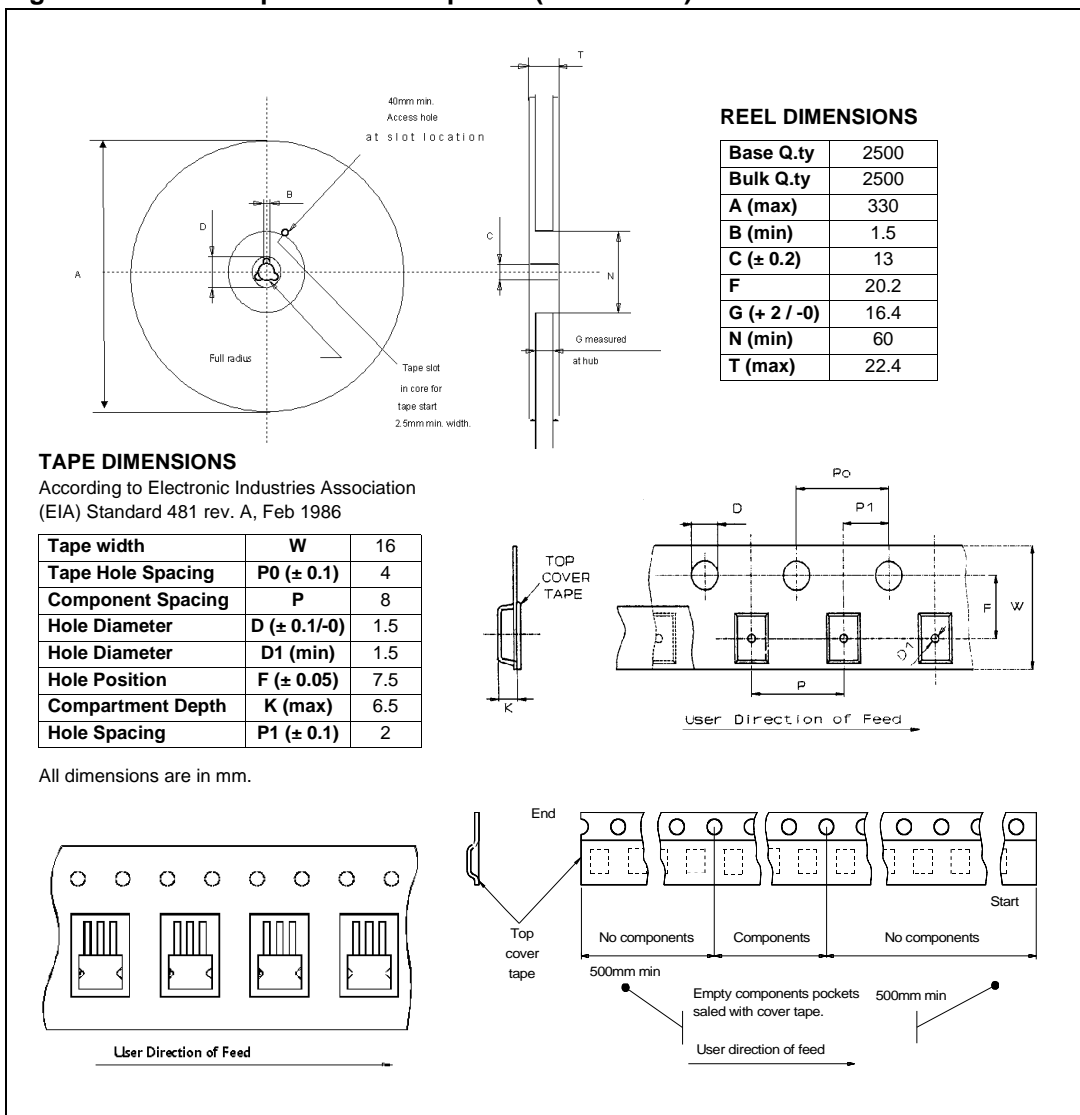 T
40mm min.
Access hole
at slot location
B
D
A
C
N
Full radius
Tape slot
in core for
tape start
2.5mm min. width.
G measured
at hub
REEL DIMENSIONS
Base Q.ty 2500
Bulk Q.ty 2500
A (max) 330
B (min) 1.5
C (± 0.2) 13
F 20.2
G (+ 2 / -0) 16.4
N (min) 60
T (max) 22.4
TAPE DIMENSIONS
According to Electronic Industries Association
(EIA) Standard 481 rev. A, Feb 1986
Tape width W 16
Tape Hole Spacing P0 (± 0.1) 4
Component Spacing P 8
Hole Diameter D (± 0.1/-0) 1.5
Hole Diameter D1 (min) 1.5
Hole Position F (± 0.05) 7.5
Compartment Depth K (max) 6.5
Hole Spacing P1 (± 0.1) 2
All dimensions are in mm.
TOP
COVER
TAPE
K
Po
D
P1
F
W
D1
P
User Direction of Feed
User Direction of Feed
End
Start
Top
cover
tape
No components
Components
No components
500mm min
Empty components pockets
saled with cover tape.
500mm min
User direction of feed